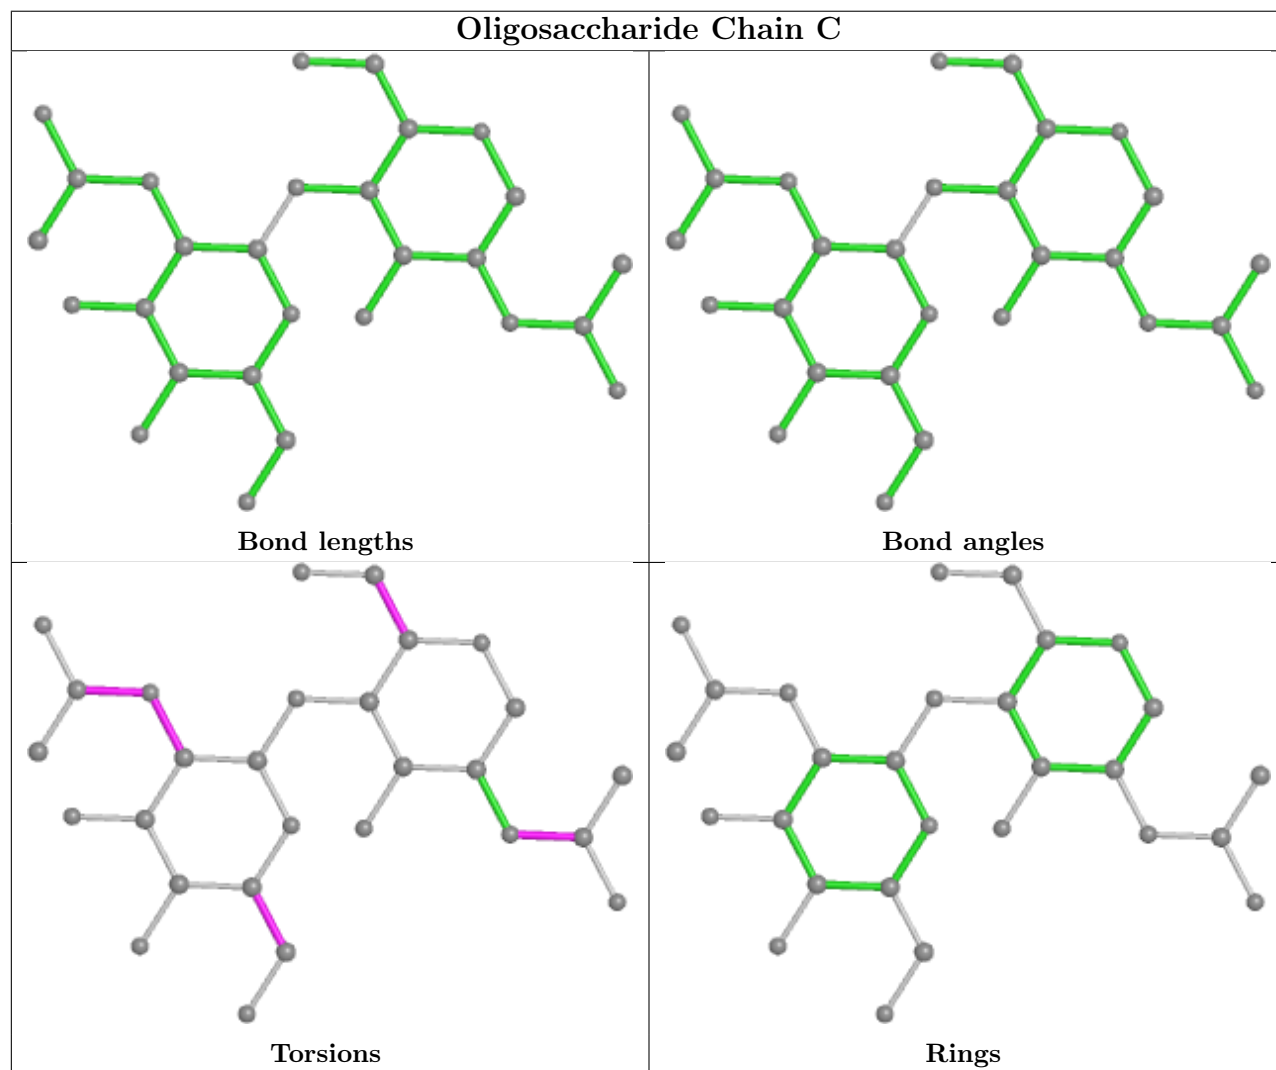 Oligosaccharide Chain C
Bond lengths
Bond angles
Torsions
Rings